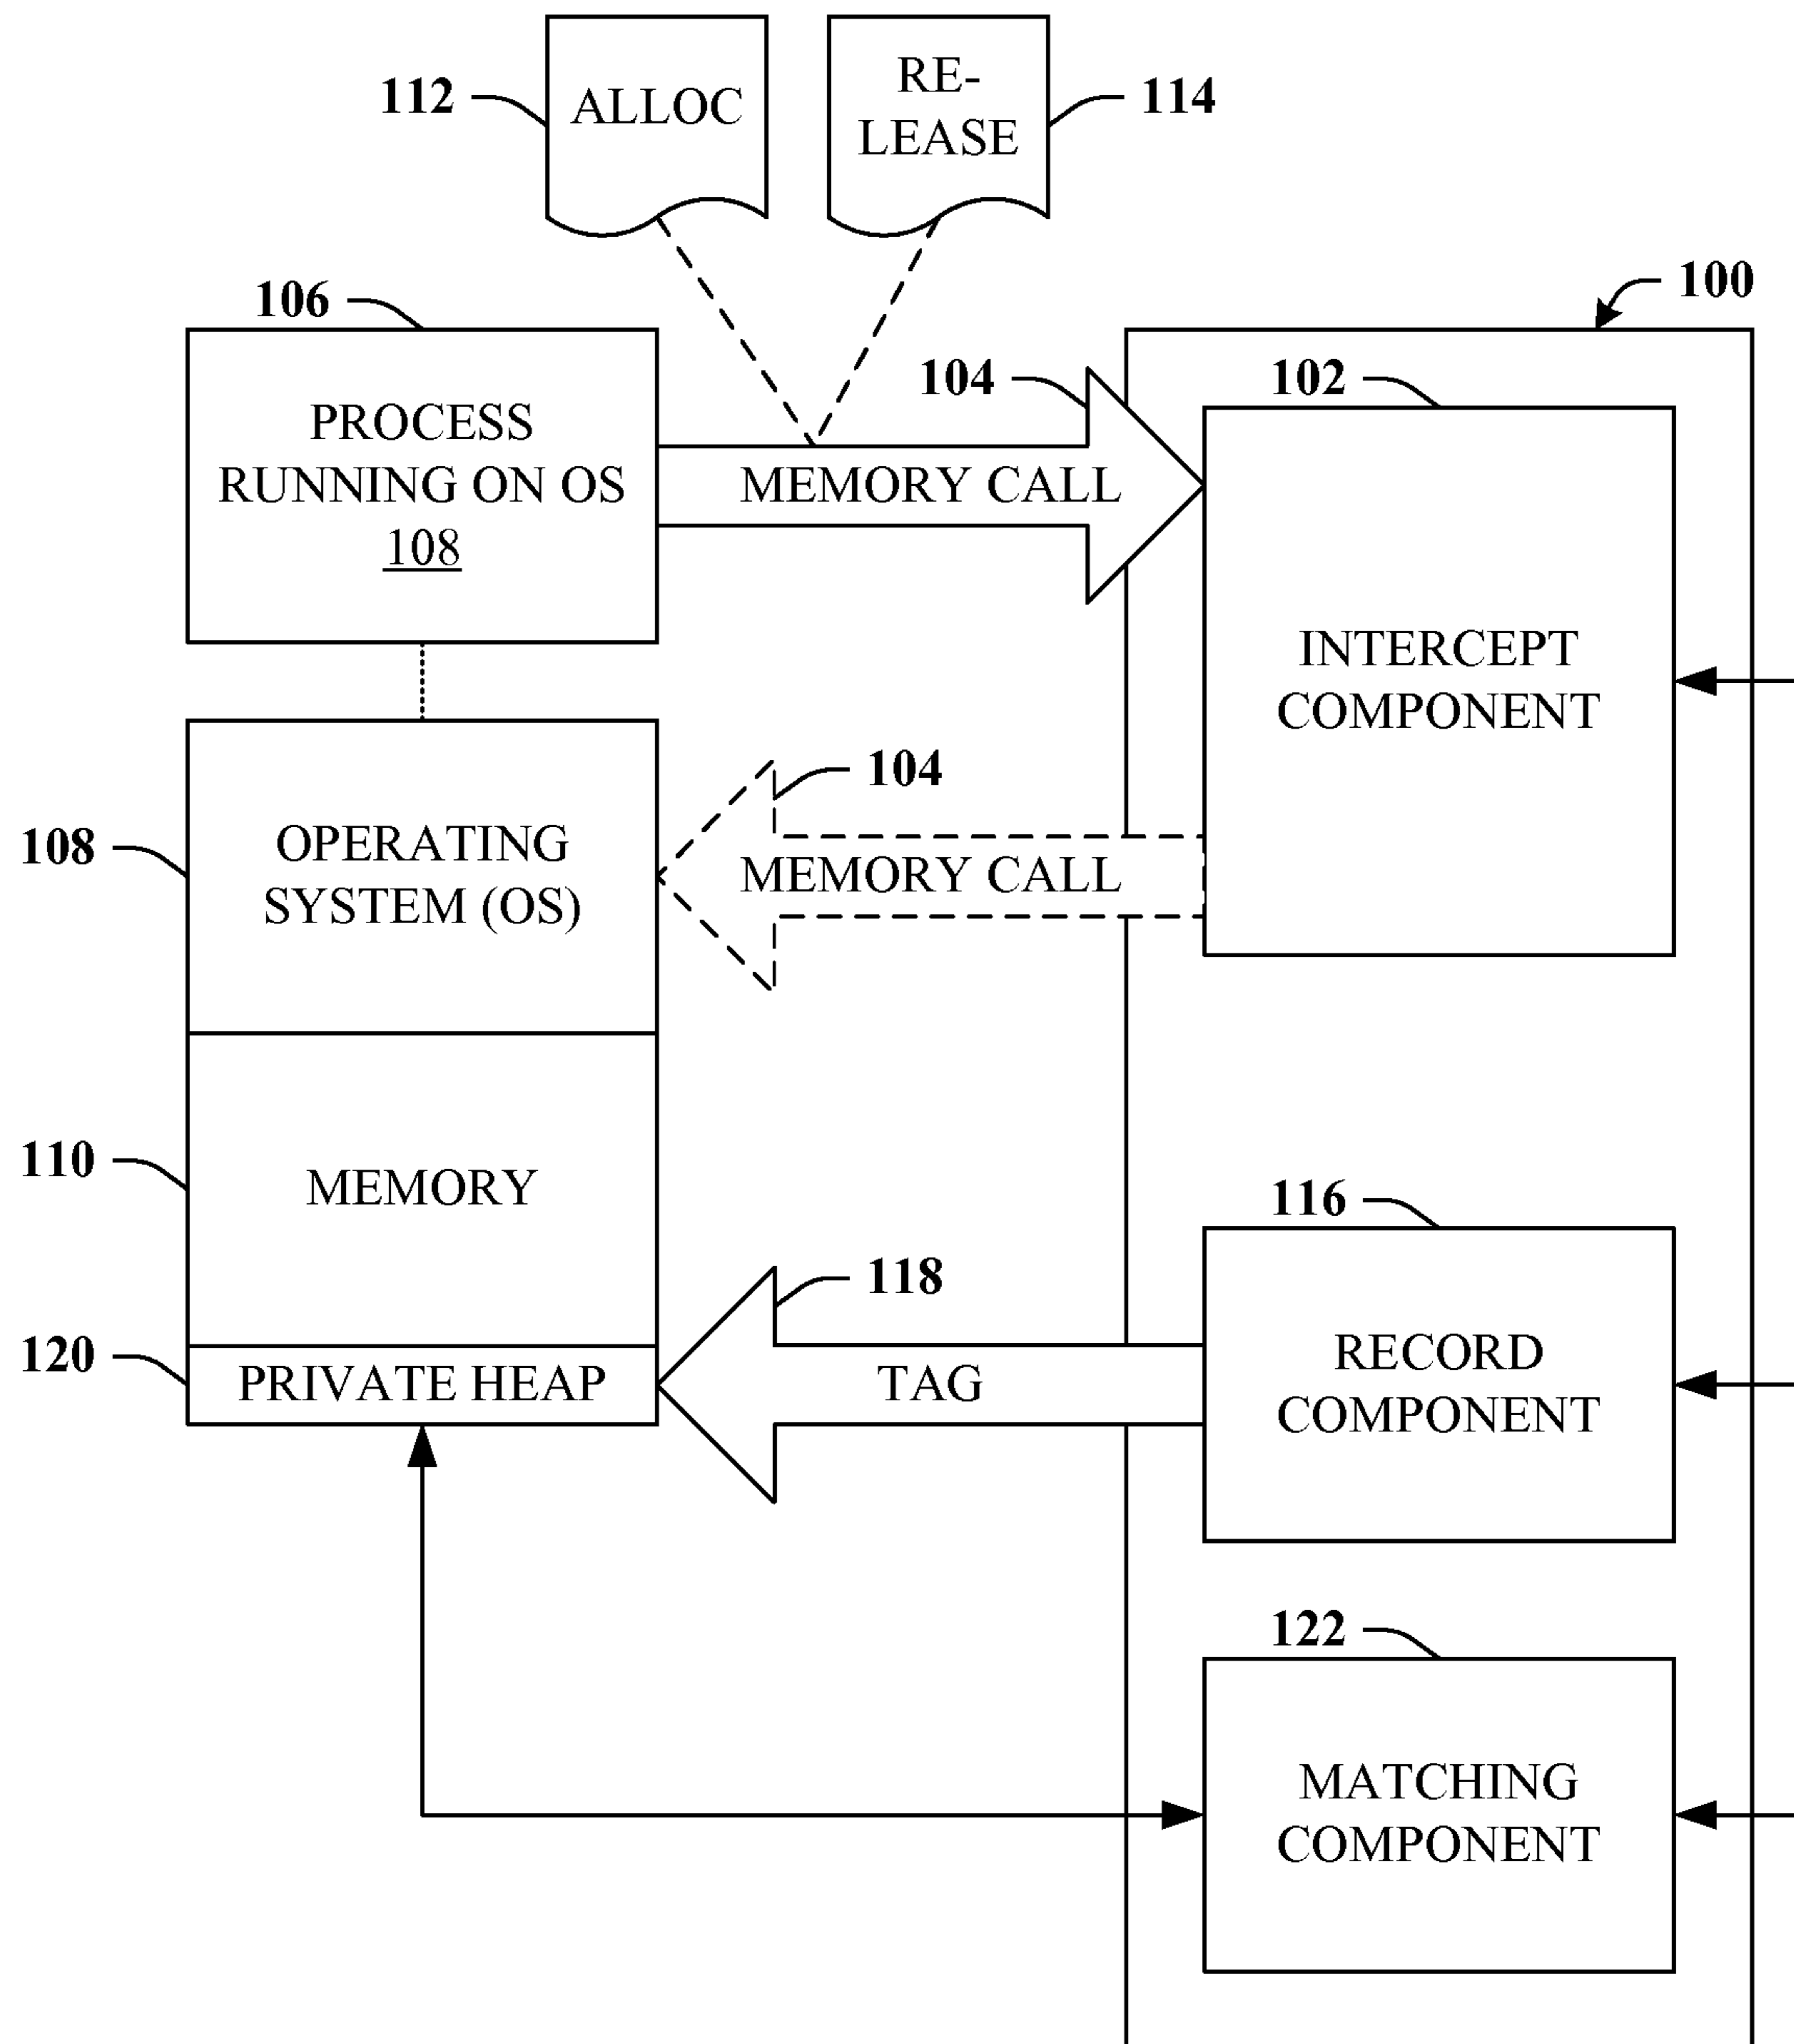 112
ALLOC
RE-
LEASE
114
106
100
104
102
PROCESS
RUNNING ON OS
108
MEMORY CALL
INTERCEPT
COMPONENT
104
108
OPERATING
SYSTEM (OS)
MEMORY CALL
110
MEMORY
116
118
120
PRIVATE HEAP
TAG
RECORD
COMPONENT
122
MATCHING
COMPONENT